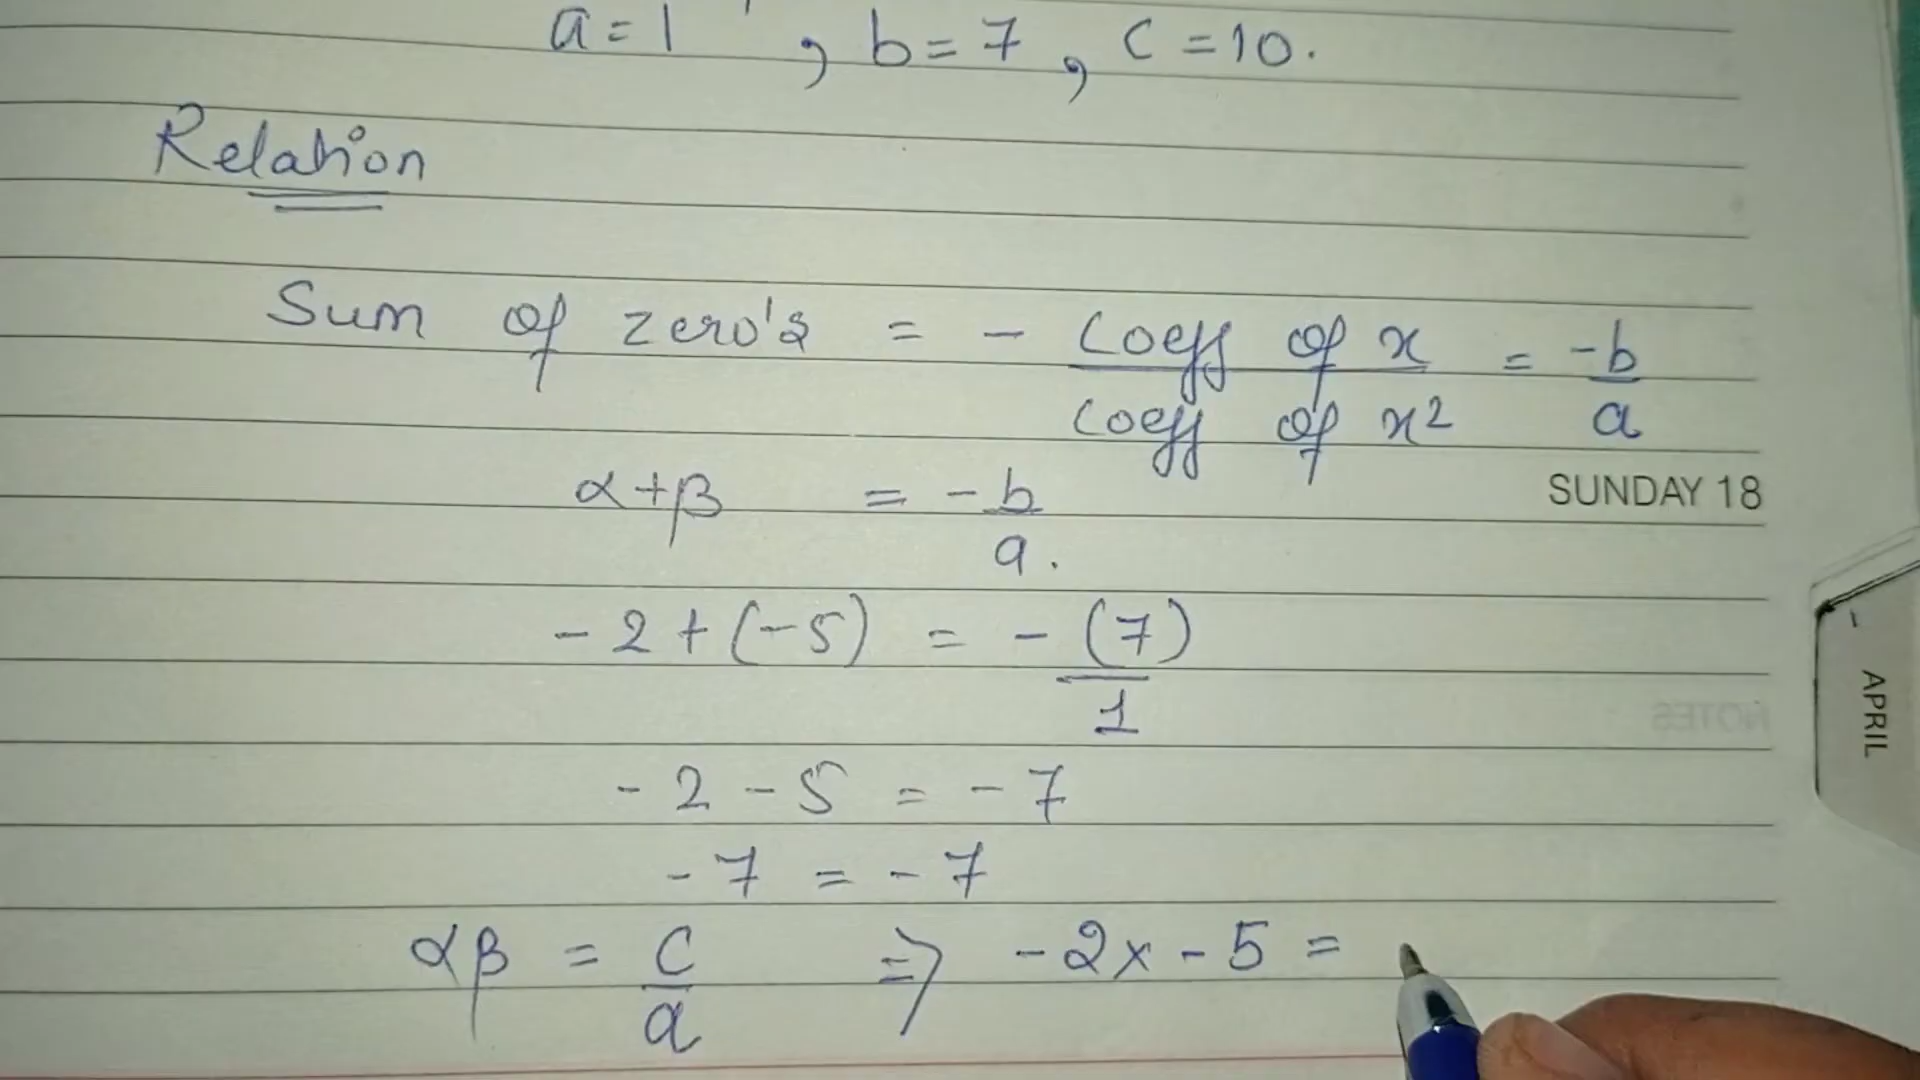 a=1 , b=7 , c=10.
Relation
Sum of zero's = - Coeff of x / Coeff of x2 = -b / a
SUNDAY 18
α+β = -b / a.
-2+(-5) = -(7) / 1
-2-5 = -7
-7 = -7
αβ = c / a ⇒ -2x-5=
APRIL
NOTES